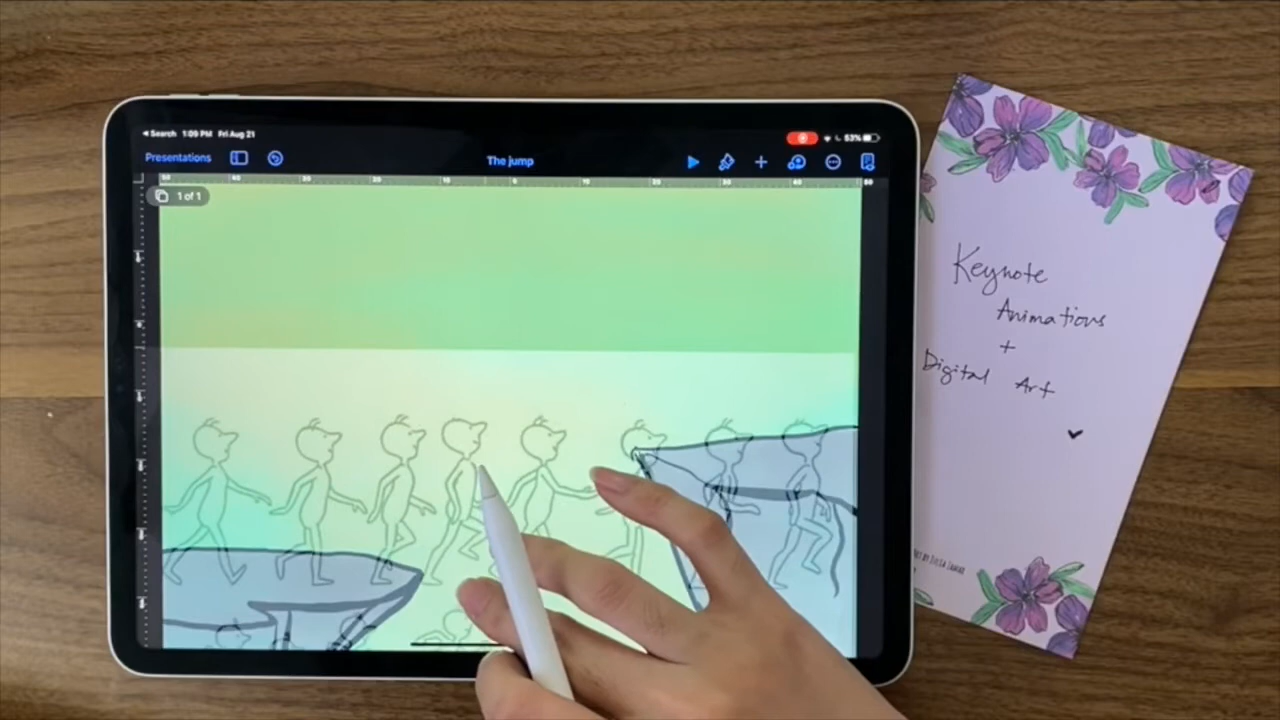 Search 1:09 PM Fri Aug 21
53%
Presentations
The jump
1 of 1
Keynote
Animations
+
Digital Art